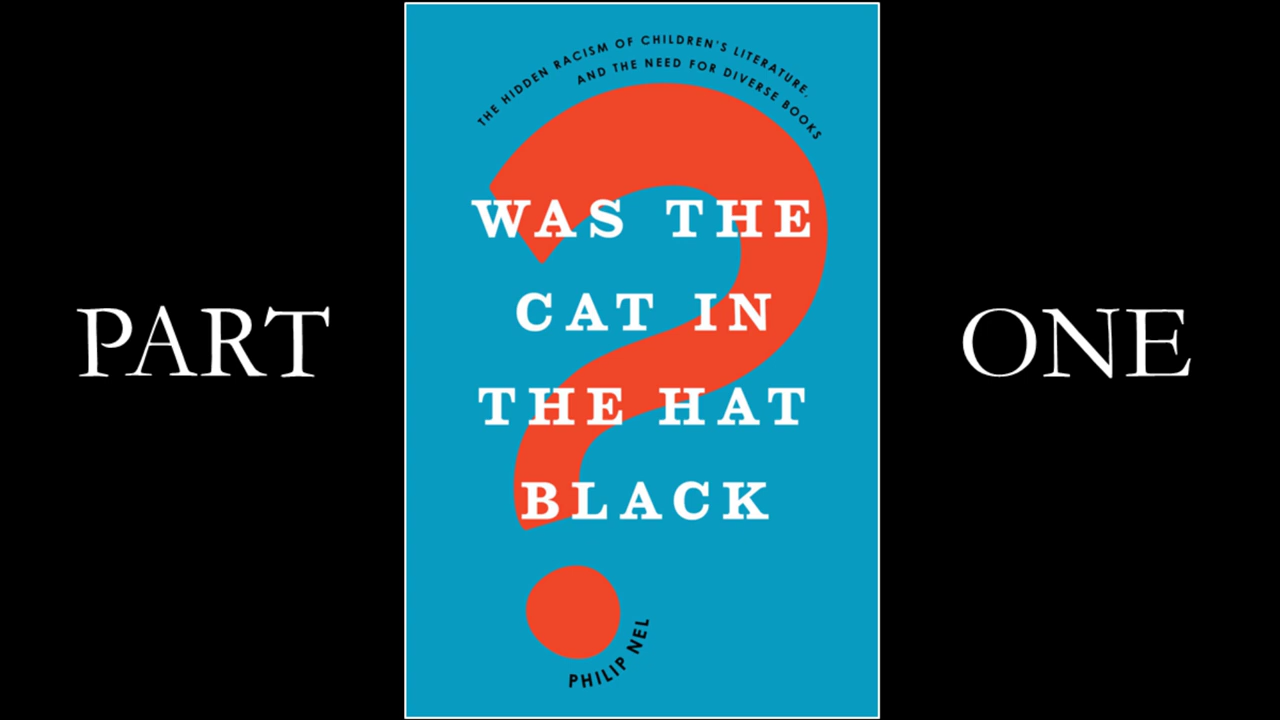 THE HIDDEN RACISM OF CHILDREN'S LITERATURE,
AND THE NEED FOR DIVERSE BOOKS
WAS THE
CAT IN
THE HAT
BLACK
PHILIP NEL
PART
ONE